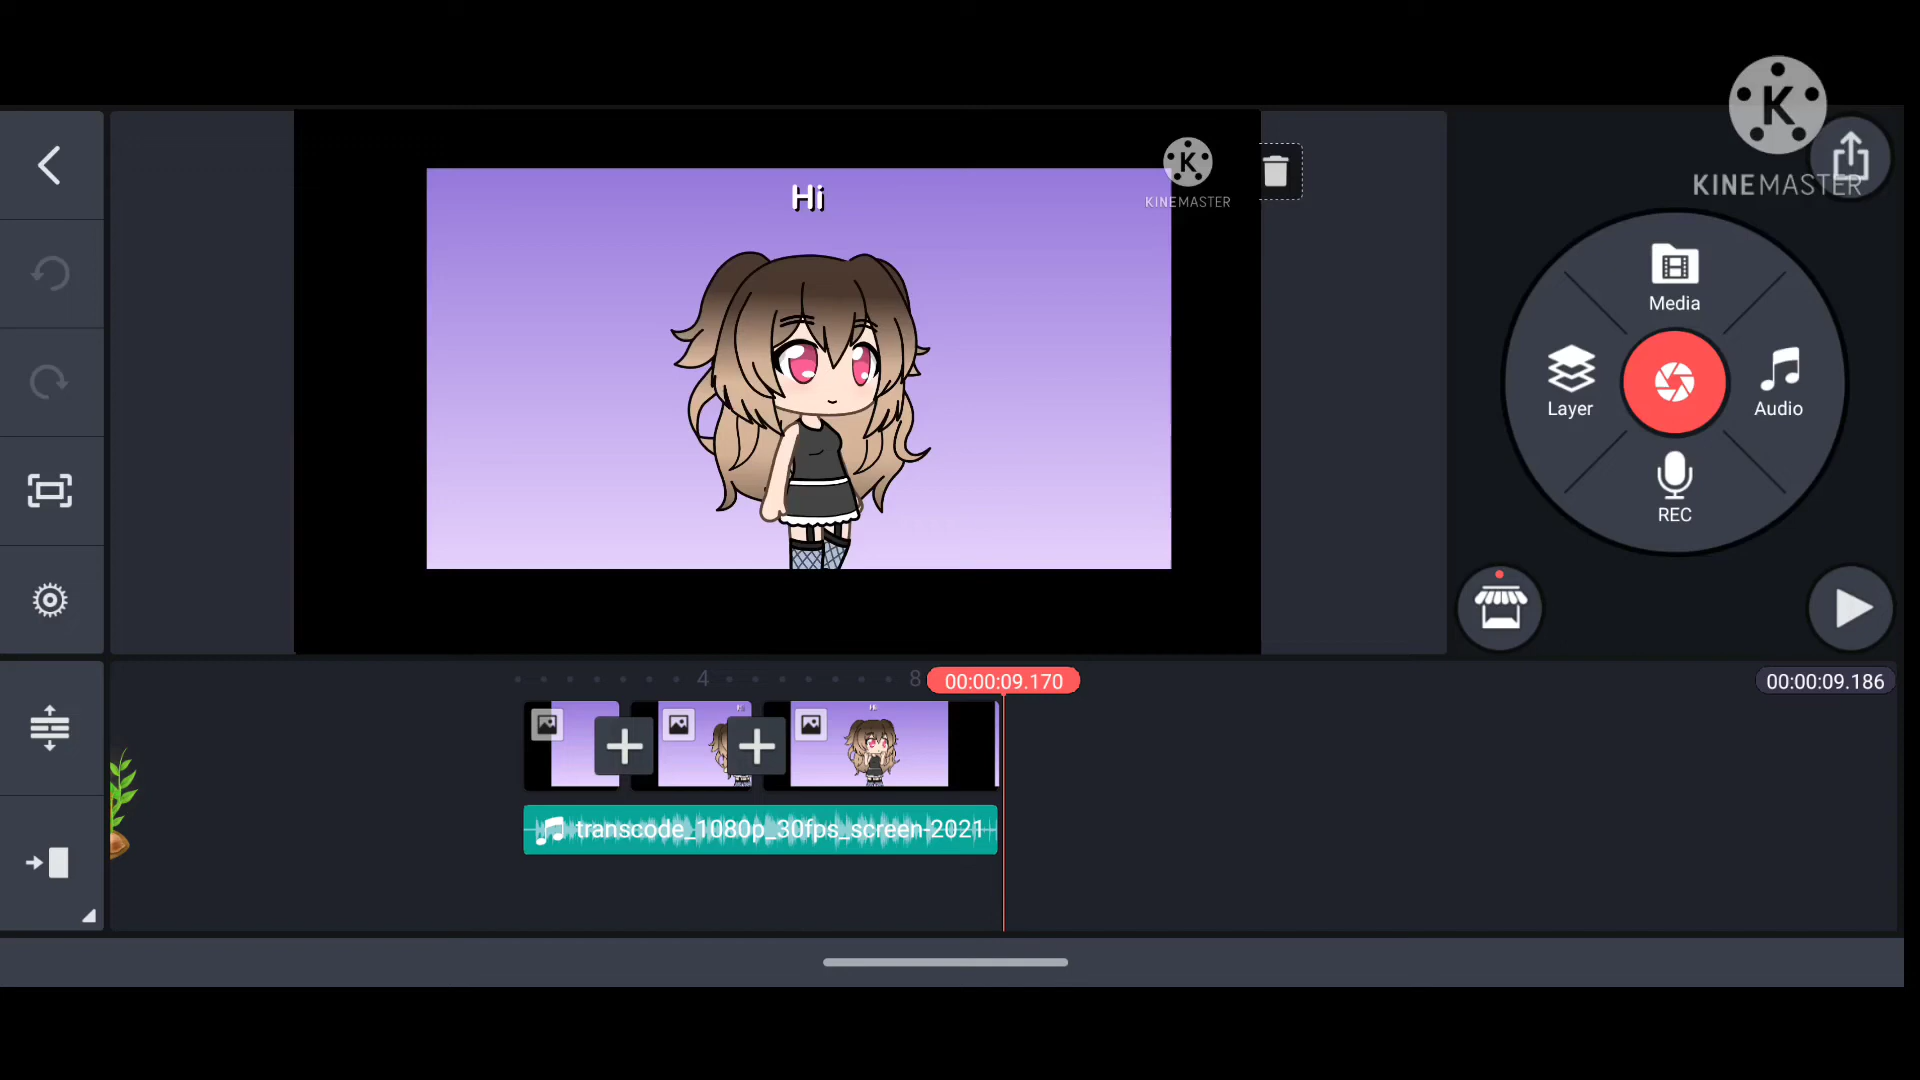 Hi
KINEMASTER
KINEMASTER
Media
Layer
Audio
REC
4
8
00:00:09.170
00:00:09.186
transcode_1080p_30fps_screen-2021